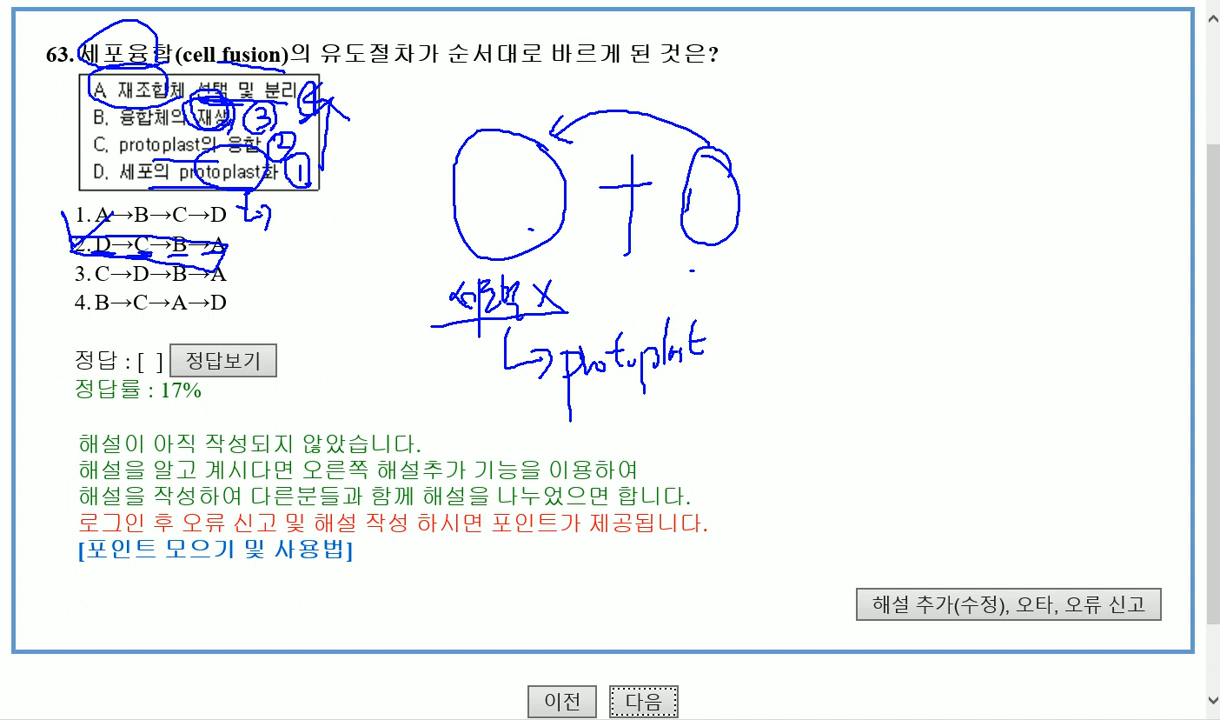 63. 세포융합(cell fusion)의 유도절차가 순서대로 바르게 된 것은?
A. 재조합체 선택 및 분리
B. 융합체의 재생 ③
C. protoplast의 융합 ②
D. 세포의 protoplast화 ①
1. A→B→C→D
2. D→C→B→A
3. C→D→B→A
4. B→C→A→D
세포벽 X
protoplast
정답 : [ ] 정답보기
정답률 : 17%
해설이 아직 작성되지 않았습니다.
해설을 알고 계시다면 오른쪽 해설추가 기능을 이용하여
해설을 작성하여 다른분들과 함께 해설을 나누었으면 합니다.
로그인 후 오류 신고 및 해설 작성 하시면 포인트가 제공됩니다.
[포인트 모으기 및 사용법]
해설 추가(수정), 오타, 오류 신고
이전 다음